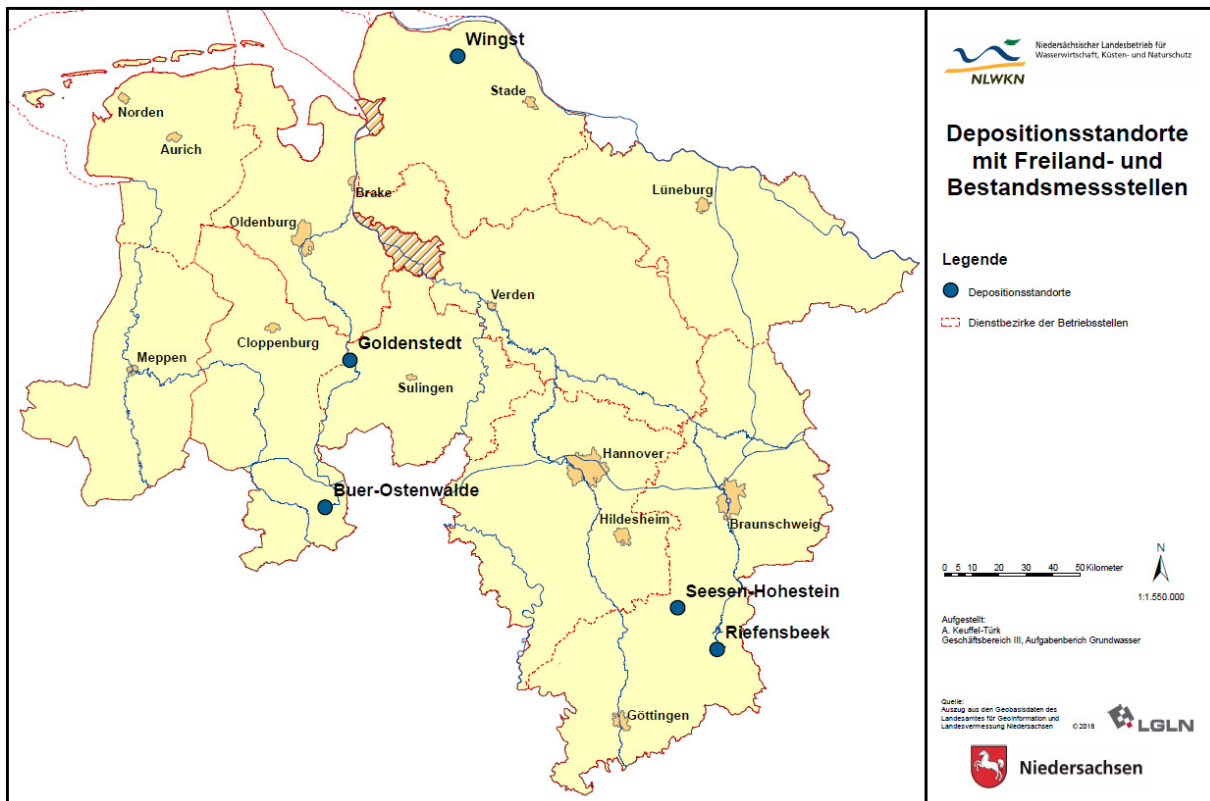 Wingst
Stade
Norden
Aurich
Brake
Lüneburg
Oldenburg
Verden
Goldenstedt
Cloppenburg
Meppen
Sulingen
Hannover
Buer-Ostenwalde
Hildesheim
Braunschweig
Seesen-Hohestein
Riefensbeek
Göttingen
NLWKN
Niedersächsischer Landesbetrieb für
Wasserwirtschaft, Küsten- und Naturschutz
Depositionsstandorte
mit Freiland- und
Bestandsmessstellen
Legende
Depositionsstandorte
Dienstbezirke der Betriebsstellen
0 5 10 20 30 40 50 Kilometer
N
1:1.550.000
Aufgestellt:
A. Keuffel-Türk
Geschäftsbereich III, Aufgabenberich Grundwasser
Quelle:
Auszug aus den Geobasisdaten des
Landesamtes für Geoinformation und
Landesvermessung Niedersachsen ©2018
LGLN
Niedersachsen